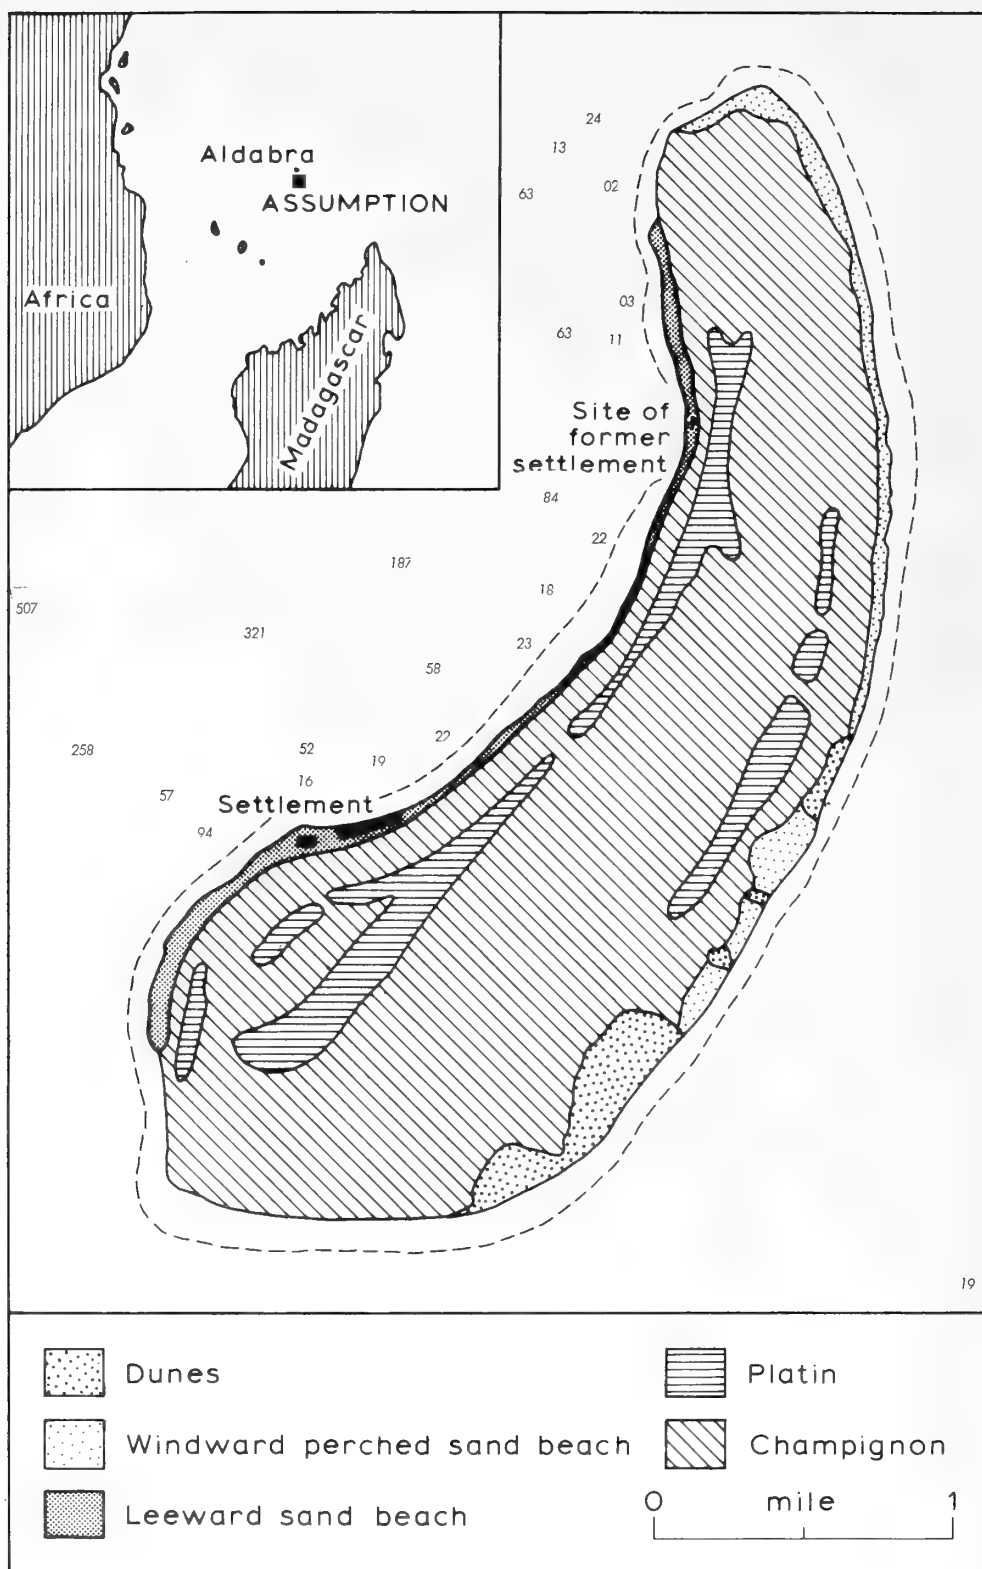 Aldabra
ASSUMPTION
Africa
Madagascar
24
13
63
02
03
63
11
Site of
former
settlement
84
22
187
18
507
321
23
58
22
258
52
19
16
57
Settlement
94
19
Dunes
Platin
Windward perched sand beach
Champignon
Leeward sand beach
0 mile 1